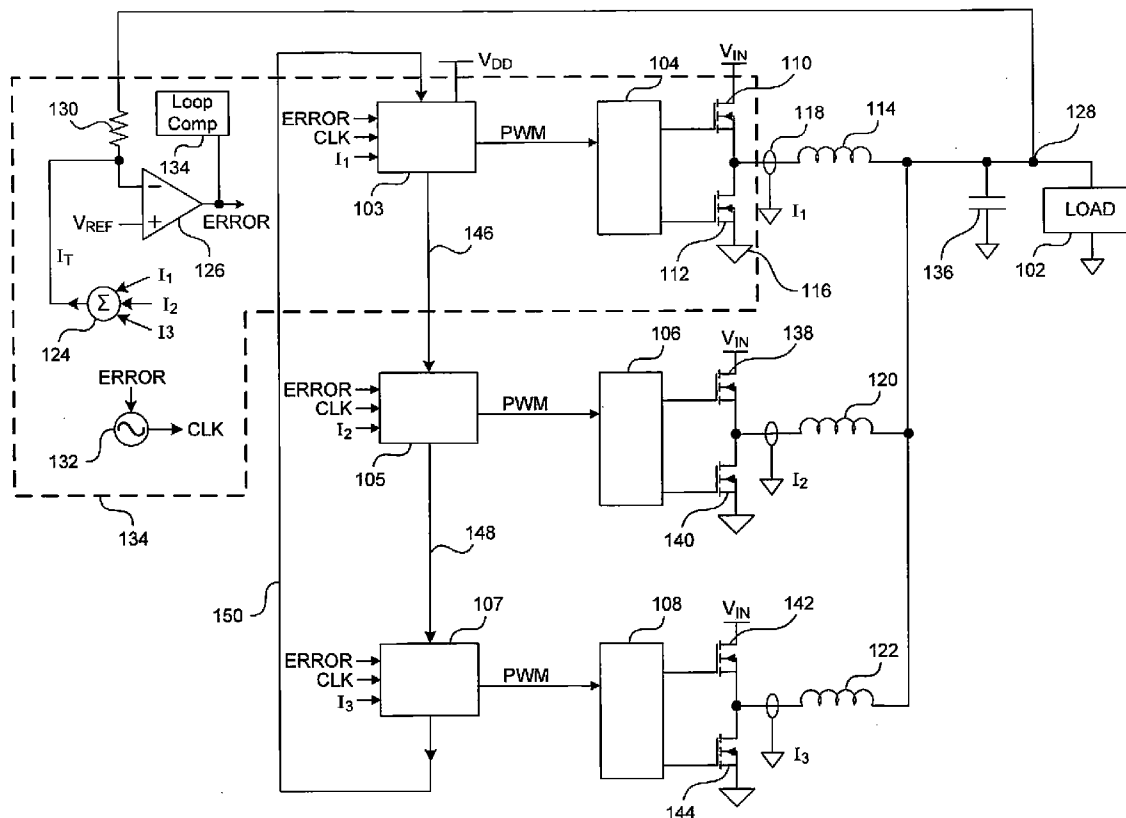 V_IN
110
104
V_DD
130
Loop
Comp
134
ERROR
CLK
I_1
PWM
103
118
114
128
V_REF
ERROR
126
I_T
I_1
I_2
I3
Σ
124
146
112
I_1
116
136
LOAD
102
ERROR
132
CLK
134
ERROR
CLK
I_2
PWM
105
106
V_IN
138
120
I_2
140
148
150
107
ERROR
CLK
I_3
PWM
108
V_IN
142
122
I_3
144